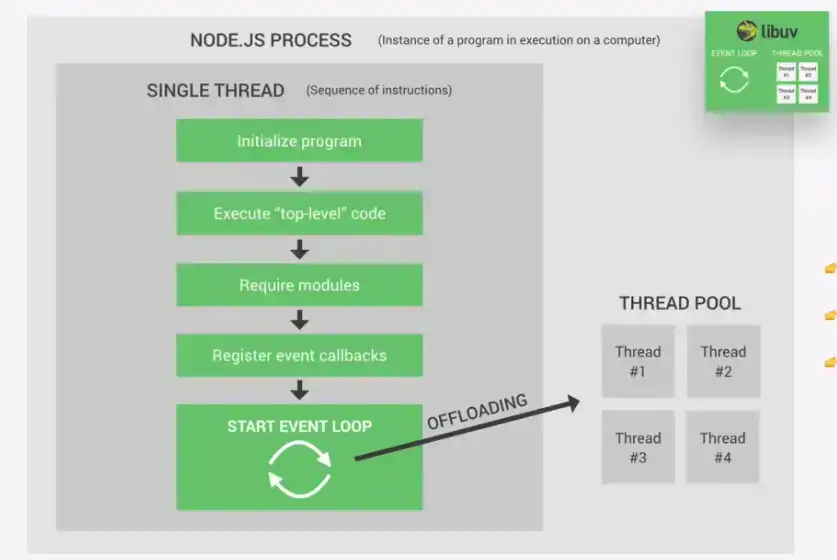 NODE.JS PROCESS (Instance of a program in execution on a computer)
libuv
EVENT LOOP THREAD POOL
Thread #1
Thread #2
Thread #3
Thread #4
SINGLE THREAD (Sequence of instructions)
Initialize program
Execute “top-level” code
Require modules
Register event callbacks
START EVENT LOOP
OFFLOADING
THREAD POOL
Thread
#1
Thread
#2
Thread
#3
Thread
#4